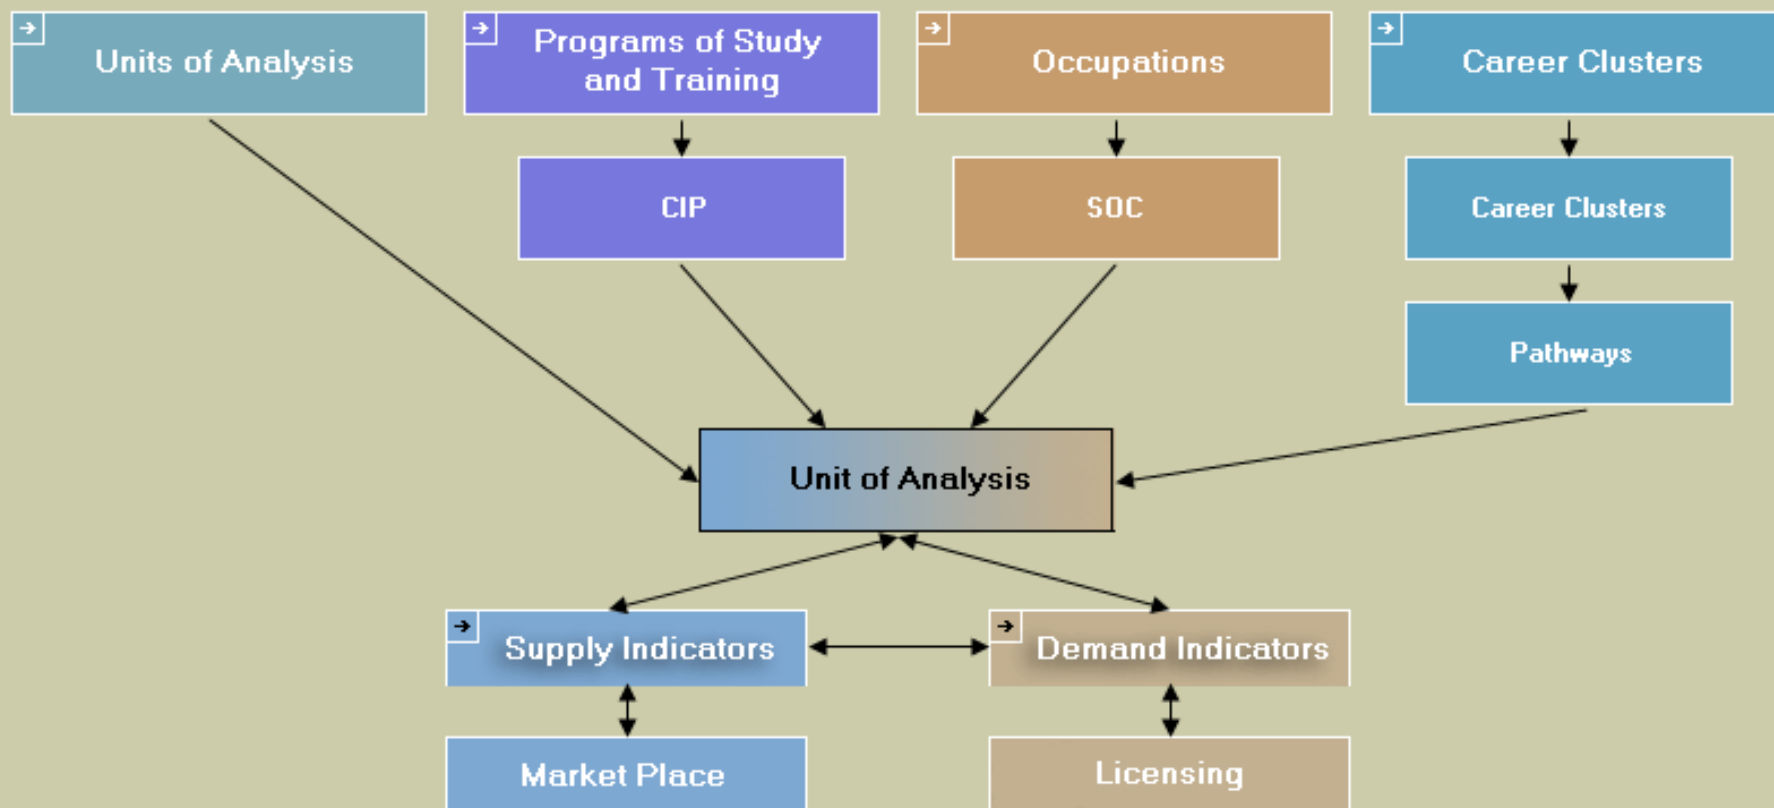 Units of Analysis
Programs of Study
and Training
Occupations
Career Clusters
CIP
SOC
Career Clusters
Pathways
Unit of Analysis
Supply Indicators
Demand Indicators
Market Place
Licensing